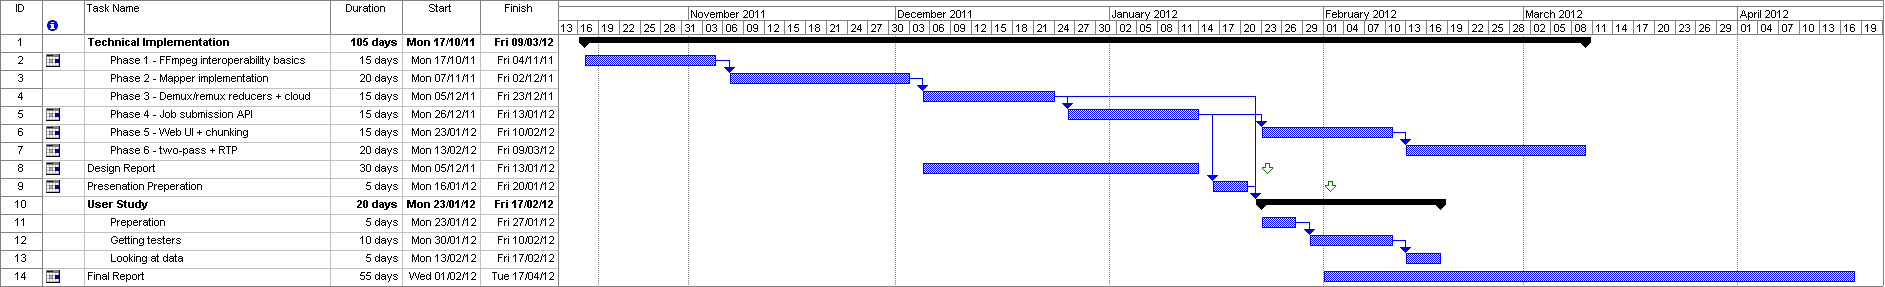 ID Task Name Duration Start Finish November 2011 December 2011 January 2012 February 2012 March 2012 April 2012
13 16 19 22 25 28 31 03 06 09 12 15 18 21 24 27 30 03 06 09 12 15 18 21 24 27 30 02 05 08 11 14 17 20 23 26 29 01 04 07 10 13 16 19 22 25 28 02 05 08 11 14 17 20 23 26 29 01 04 07 10 13 16 19
1 Technical Implementation 105 days Mon 17/10/11 Fri 09/03/12
2 Phase 1 - FFmpeg interoperability basics 15 days Mon 17/10/11 Fri 04/11/11
3 Phase 2 - Mapper implementation 20 days Mon 07/11/11 Fri 02/12/11
4 Phase 3 - Demux/remux reducers + cloud 15 days Mon 05/12/11 Fri 23/12/11
5 Phase 4 - Job submission API 15 days Mon 26/12/11 Fri 13/01/12
6 Phase 5 - Web UI + chunking 15 days Mon 23/01/12 Fri 10/02/12
7 Phase 6 - two-pass + RTP 20 days Mon 13/02/12 Fri 09/03/12
8 Design Report 30 days Mon 05/12/11 Fri 13/01/12
9 Presenation Preperation 5 days Mon 16/01/12 Fri 20/01/12
10 User Study 20 days Mon 23/01/12 Fri 17/02/12
11 Preperation 5 days Mon 23/01/12 Fri 27/01/12
12 Getting testers 10 days Mon 30/01/12 Fri 10/02/12
13 Looking at data 5 days Mon 13/02/12 Fri 17/02/12
14 Final Report 55 days Wed 01/02/12 Tue 17/04/12